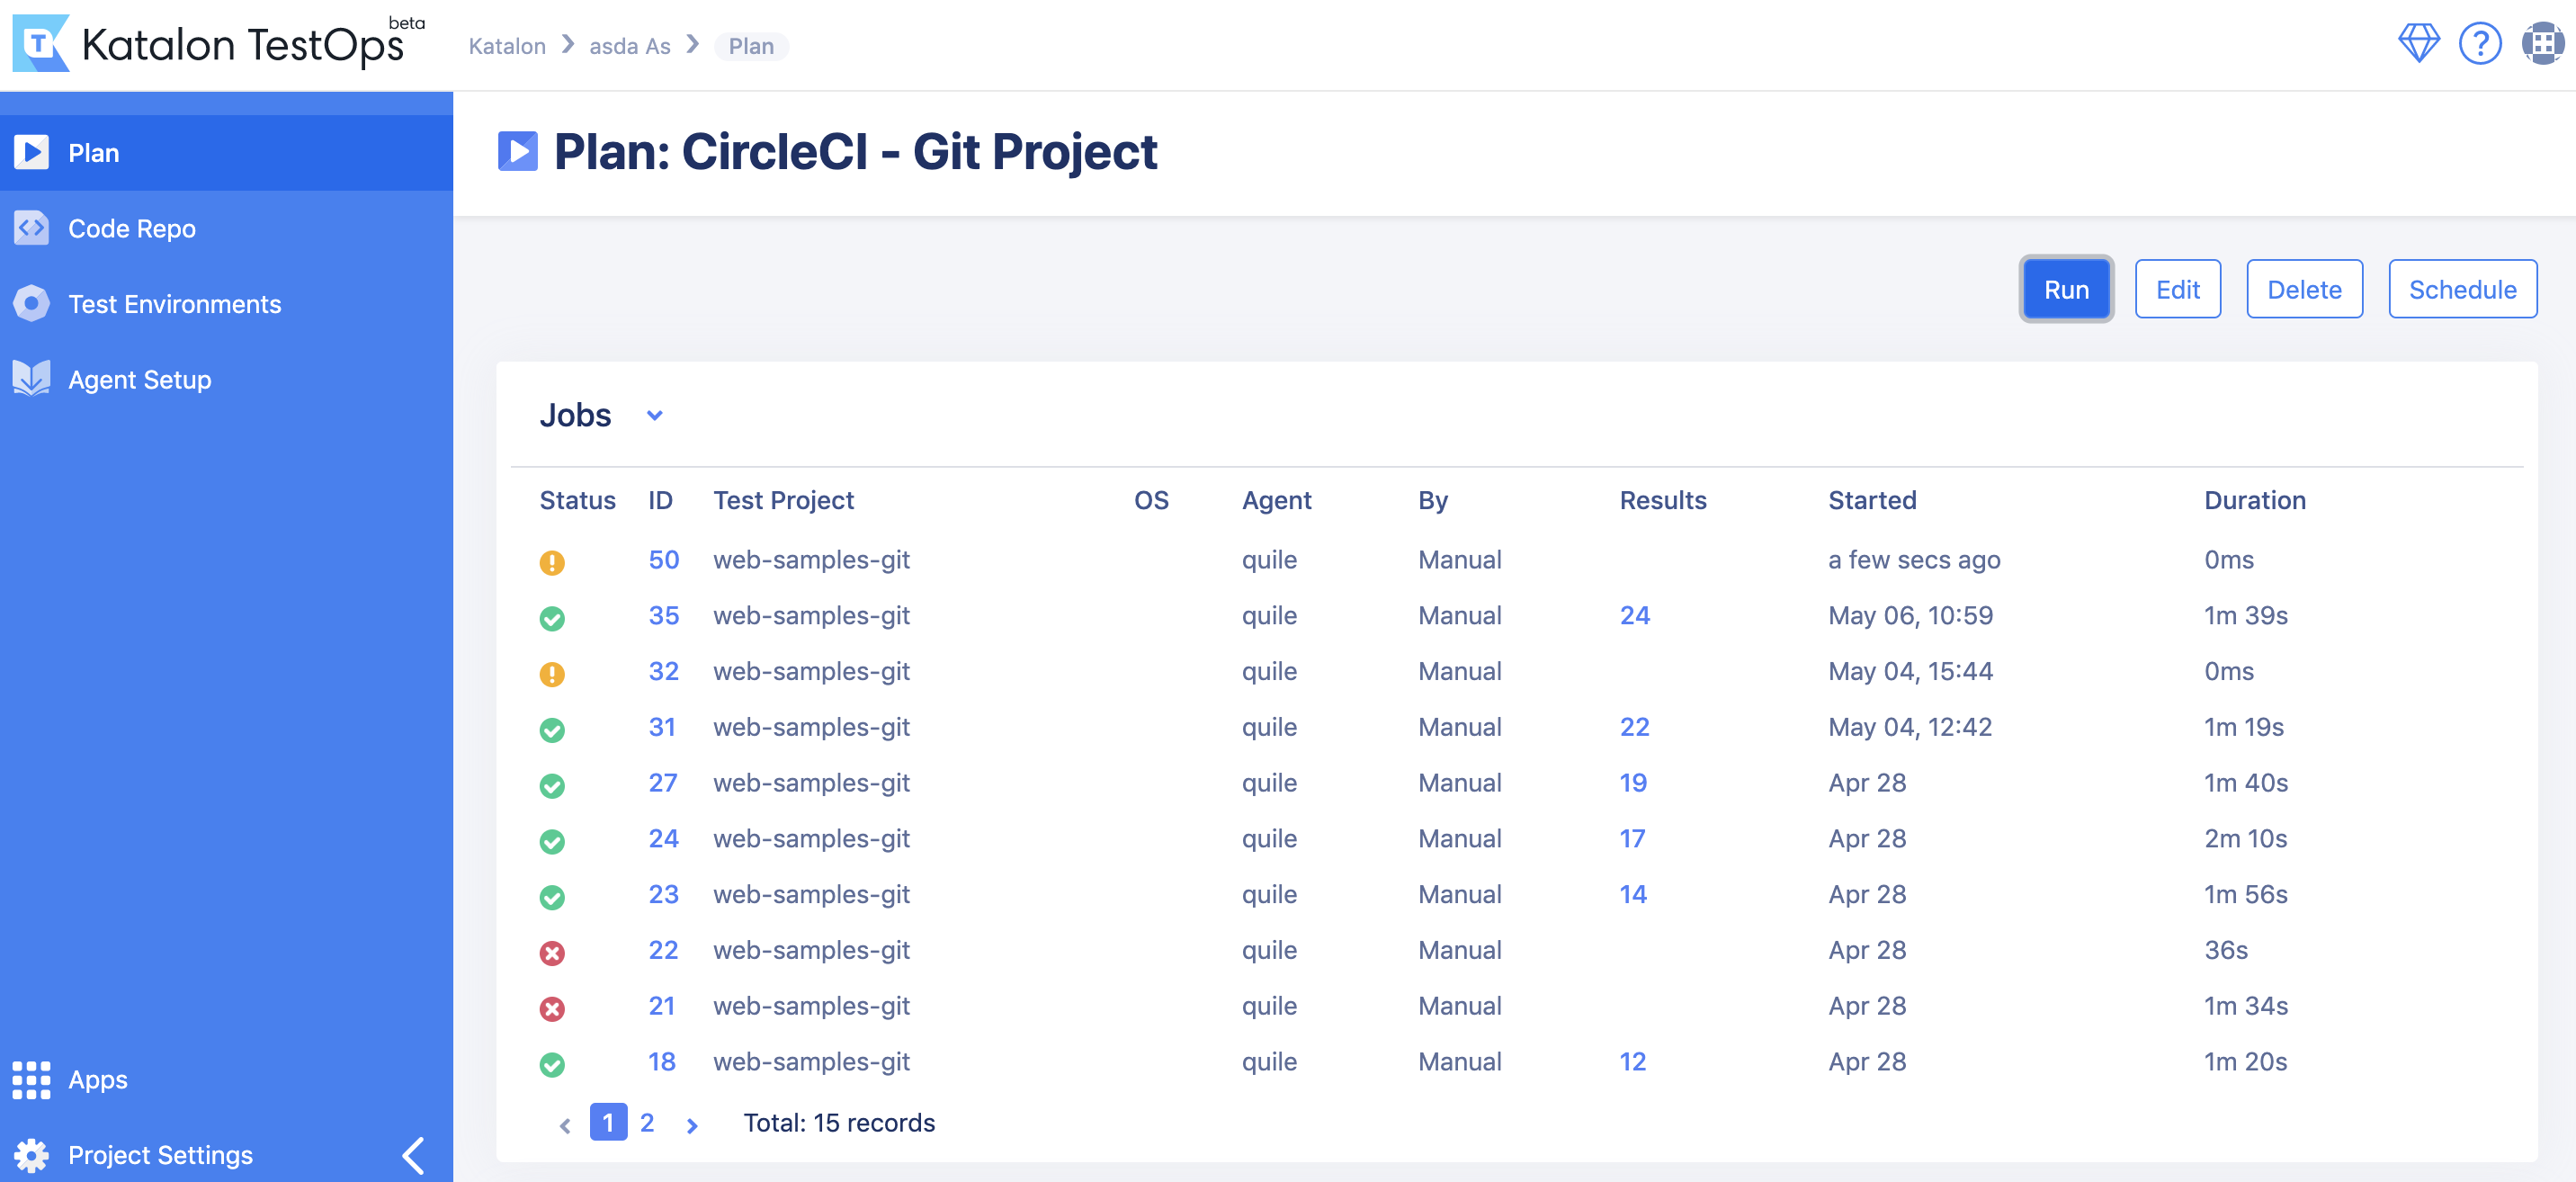 Katalon TestOps beta
Katalon > asda As > Plan
Plan
Code Repo
Test Environments
Agent Setup
Apps
Project Settings
Plan: CircleCI - Git Project
Run Edit Delete Schedule
Jobs
Status ID Test Project OS Agent By Results Started Duration
50 web-samples-git quile Manual a few secs ago 0ms
35 web-samples-git quile Manual 24 May 06, 10:59 1m 39s
32 web-samples-git quile Manual May 04, 15:44 0ms
31 web-samples-git quile Manual 22 May 04, 12:42 1m 19s
27 web-samples-git quile Manual 19 Apr 28 1m 40s
24 web-samples-git quile Manual 17 Apr 28 2m 10s
23 web-samples-git quile Manual 14 Apr 28 1m 56s
22 web-samples-git quile Manual Apr 28 36s
21 web-samples-git quile Manual Apr 28 1m 34s
18 web-samples-git quile Manual 12 Apr 28 1m 20s
< 1 2 > Total: 15 records